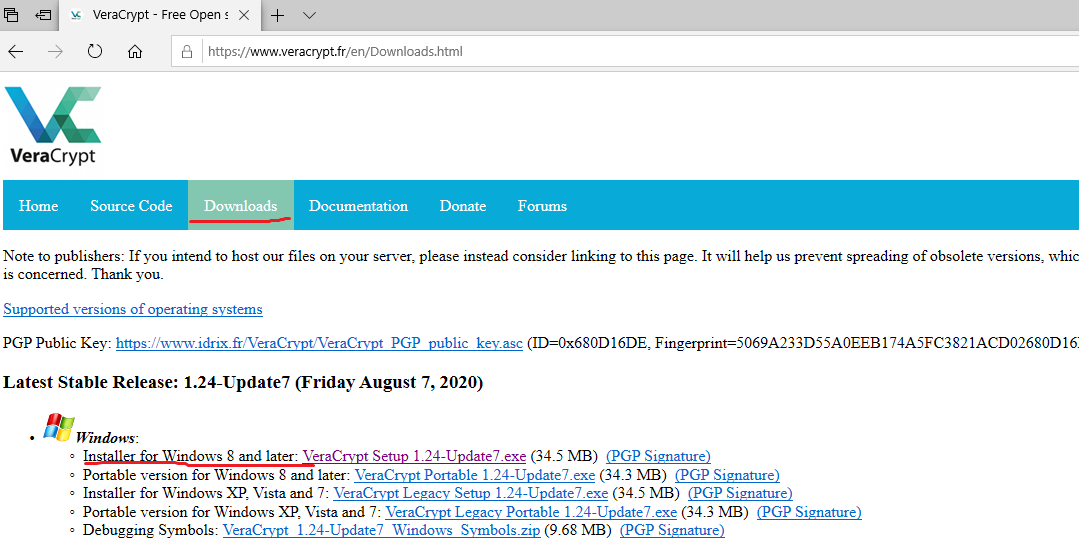 VeraCrypt - Free Open s
https://www.veracrypt.fr/en/Downloads.html
VC
VeraCrypt
Home Source Code Downloads Documentation Donate Forums
Note to publishers: If you intend to host our files on your server, please instead consider linking to this page. It will help us prevent spreading of obsolete versions, whic
is concerned. Thank you.
Supported versions of operating systems
PGP Public Key: https://www.idrix.fr/VeraCrypt/VeraCrypt_PGP_public_key.asc (ID=0x680D16DE, Fingerprint=5069A233D55A0EEB174A5FC3821ACD02680D16
Latest Stable Release: 1.24-Update7 (Friday August 7, 2020)
Windows:
Installer for Windows 8 and later: VeraCrypt Setup 1.24-Update7.exe (34.5 MB) (PGP Signature)
Portable version for Windows 8 and later: VeraCrypt Portable 1.24-Update7.exe (34.3 MB) (PGP Signature)
Installer for Windows XP, Vista and 7: VeraCrypt Legacy Setup 1.24-Update7.exe (34.5 MB) (PGP Signature)
Portable version for Windows XP, Vista and 7: VeraCrypt Legacy Portable 1.24-Update7.exe (34.3 MB) (PGP Signature)
Debugging Symbols: VeraCrypt_1.24-Update7_Windows_Symbols.zip (9.68 MB) (PGP Signature)